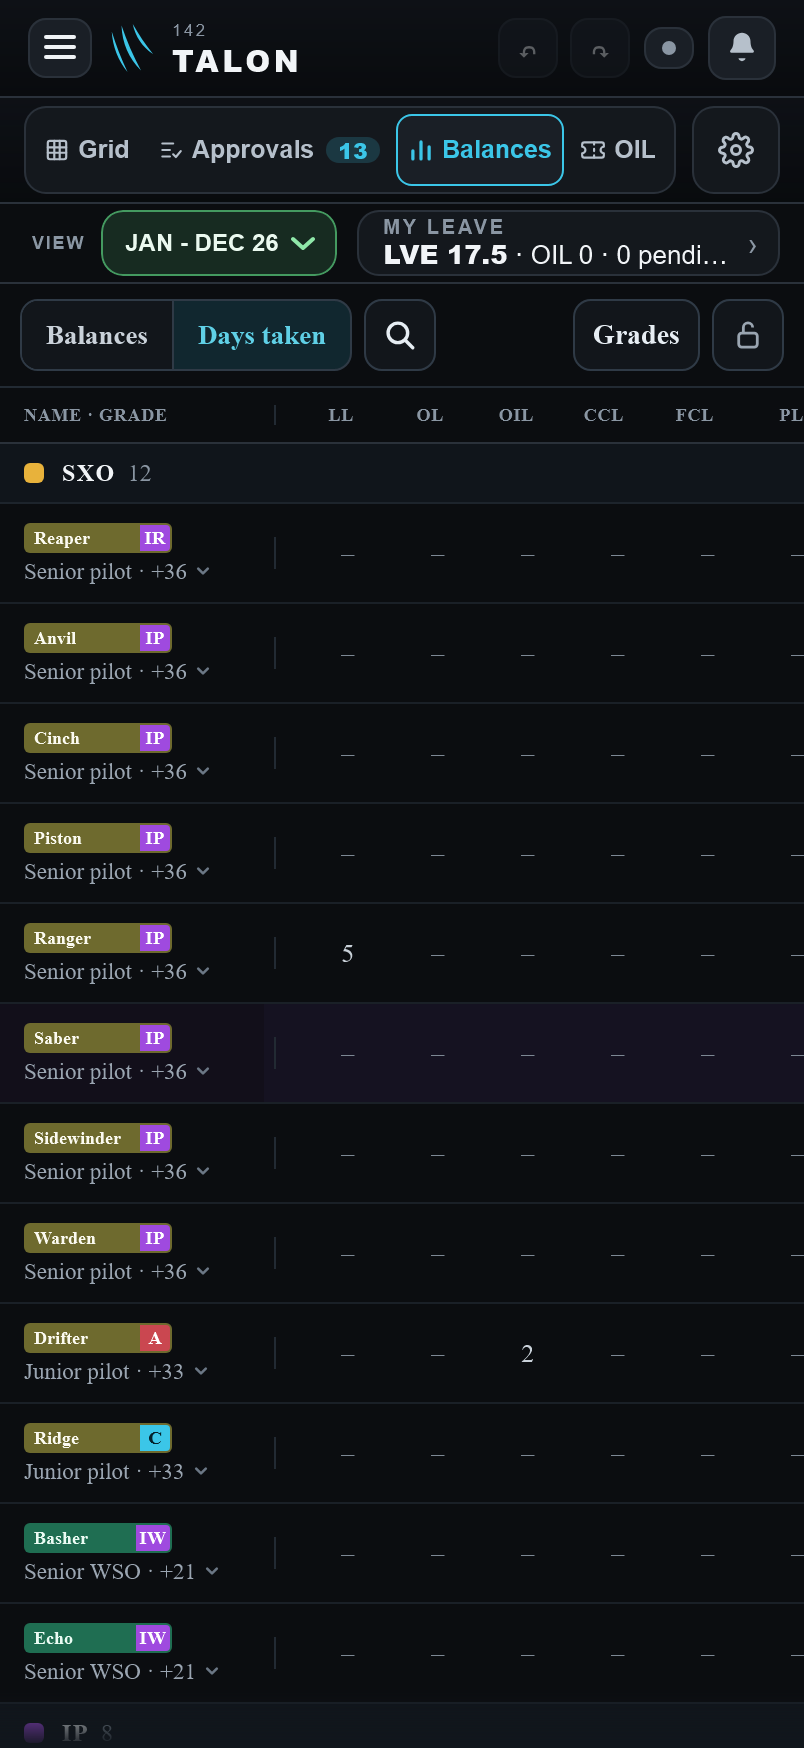 142
TALON
Grid
Approvals 13
Balances
OIL
VIEW
JAN - DEC 26
MY LEAVE
LVE 17.5 · OIL 0 · 0 pendi…
Balances
Days taken
Grades
NAME · GRADE LL OL OIL CCL FCL PL
SXO 12
Reaper IR
Senior pilot · +36
– – – – – –
Anvil IP
Senior pilot · +36
– – – – – –
Cinch IP
Senior pilot · +36
– – – – – –
Piston IP
Senior pilot · +36
– – – – – –
Ranger IP
Senior pilot · +36
5 – – – – –
Saber IP
Senior pilot · +36
– – – – – –
Sidewinder IP
Senior pilot · +36
– – – – – –
Warden IP
Senior pilot · +36
– – – – – –
Drifter A
Junior pilot · +33
– – 2 – – –
Ridge C
Junior pilot · +33
– – – – – –
Basher IW
Senior WSO · +21
– – – – – –
Echo IW
Senior WSO · +21
– – – – – –
IP 8